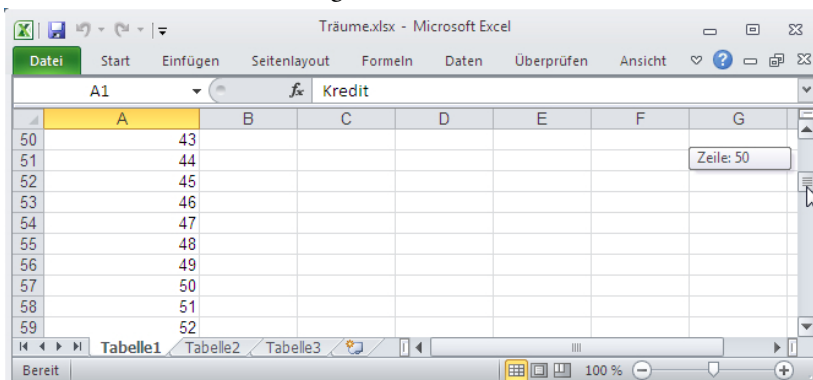 Träume.xlsx - Microsoft Excel
Datei Start Einfügen Seitenlayout Formeln Daten Überprüfen Ansicht
A1 fx Kredit
A B C D E F G
50 43
51 44 Zeile: 50
52 45
53 46
54 47
55 48
56 49
57 50
58 51
59 52
Tabelle1 Tabelle2 Tabelle3
Bereit 100 %